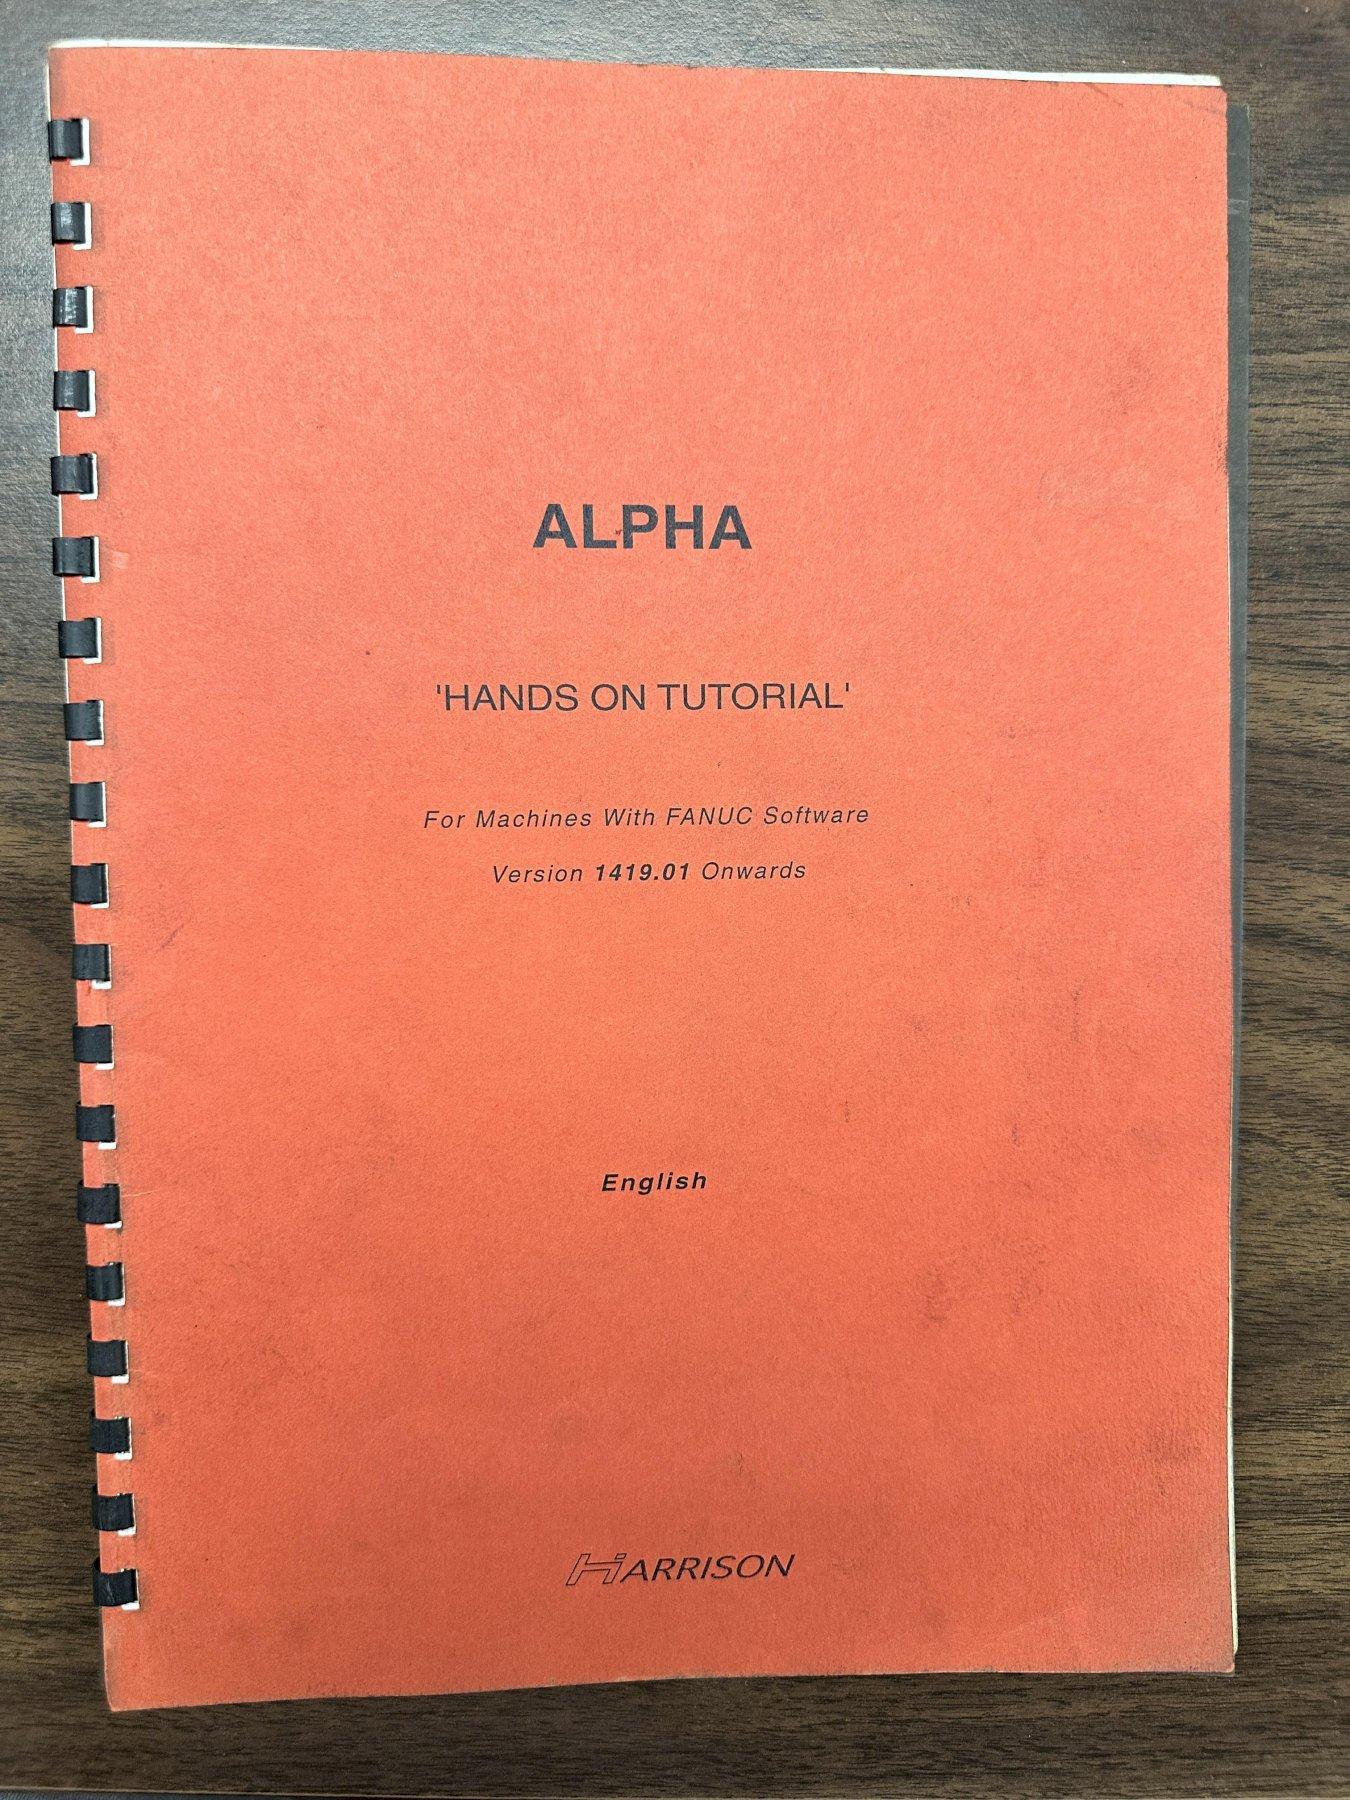 ALPHA
'HANDS ON TUTORIAL'
For Machines With FANUC Software
Version 1419.01 Onwards
English
HARRISON